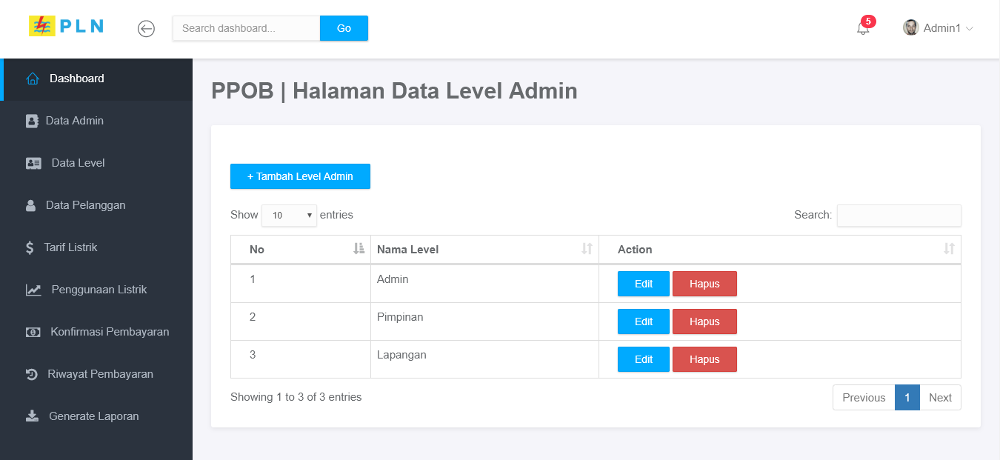 PLN
Search dashboard...
Go
5
Admin1
Dashboard
Data Admin
Data Level
Data Pelanggan
Tarif Listrik
Penggunaan Listrik
Konfirmasi Pembayaran
Riwayat Pembayaran
Generate Laporan
PPOB | Halaman Data Level Admin
+ Tambah Level Admin
Show 10 entries Search:
No Nama Level Action
1 Admin Edit Hapus
2 Pimpinan Edit Hapus
3 Lapangan Edit Hapus
Showing 1 to 3 of 3 entries Previous 1 Next